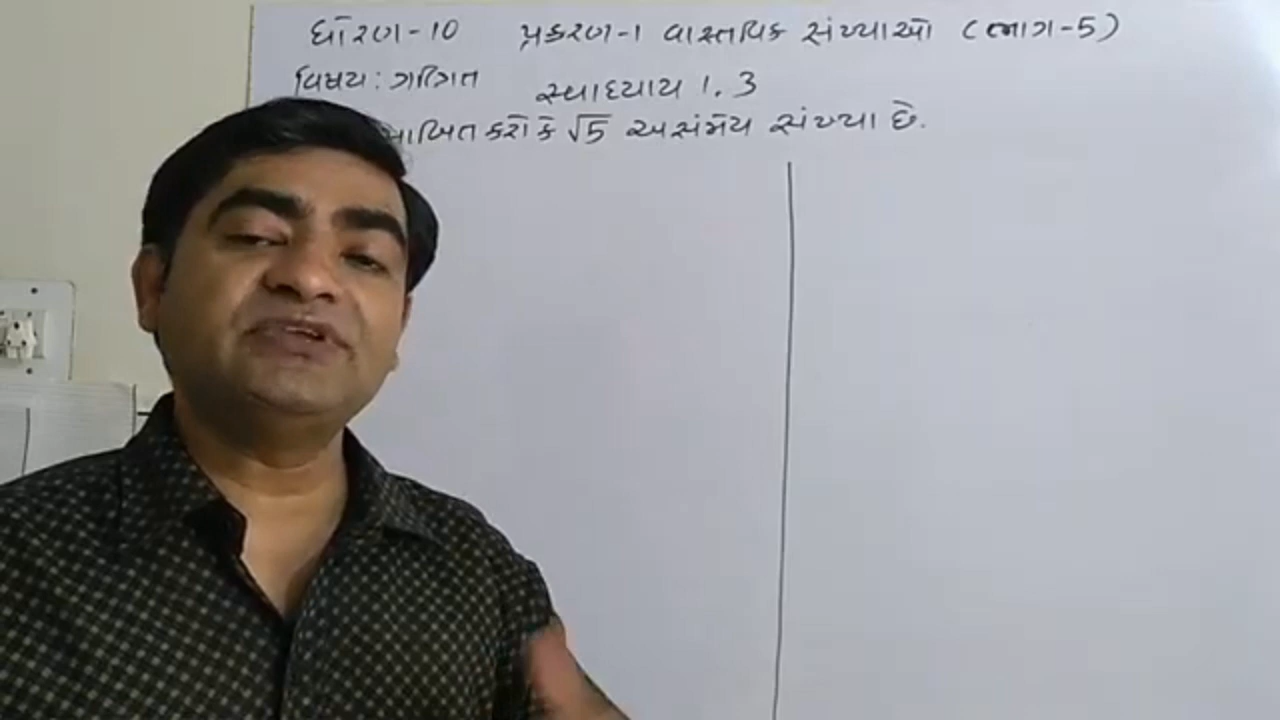 ધોરણ-10 પ્રકરણ-1 વાસ્તવિક સંખ્યાઓ (ભાગ-5)
વિષય: ગણિત સ્વાધ્યાય 1.3
સાબિત કરો કે √5 અસંમેય સંખ્યા છે.